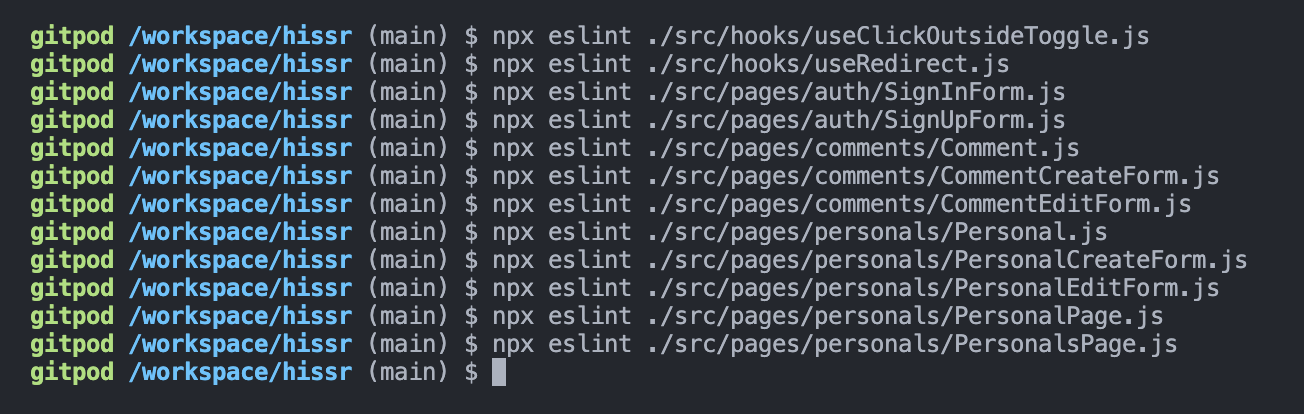 gitpod /workspace/hissr (main) $ npx eslint ./src/hooks/useClickOutsideToggle.js
gitpod /workspace/hissr (main) $ npx eslint ./src/hooks/useRedirect.js
gitpod /workspace/hissr (main) $ npx eslint ./src/pages/auth/SignInForm.js
gitpod /workspace/hissr (main) $ npx eslint ./src/pages/auth/SignUpForm.js
gitpod /workspace/hissr (main) $ npx eslint ./src/pages/comments/Comment.js
gitpod /workspace/hissr (main) $ npx eslint ./src/pages/comments/CommentCreateForm.js
gitpod /workspace/hissr (main) $ npx eslint ./src/pages/comments/CommentEditForm.js
gitpod /workspace/hissr (main) $ npx eslint ./src/pages/personals/Personal.js
gitpod /workspace/hissr (main) $ npx eslint ./src/pages/personals/PersonalCreateForm.js
gitpod /workspace/hissr (main) $ npx eslint ./src/pages/personals/PersonalEditForm.js
gitpod /workspace/hissr (main) $ npx eslint ./src/pages/personals/PersonalPage.js
gitpod /workspace/hissr (main) $ npx eslint ./src/pages/personals/PersonalsPage.js
gitpod /workspace/hissr (main) $